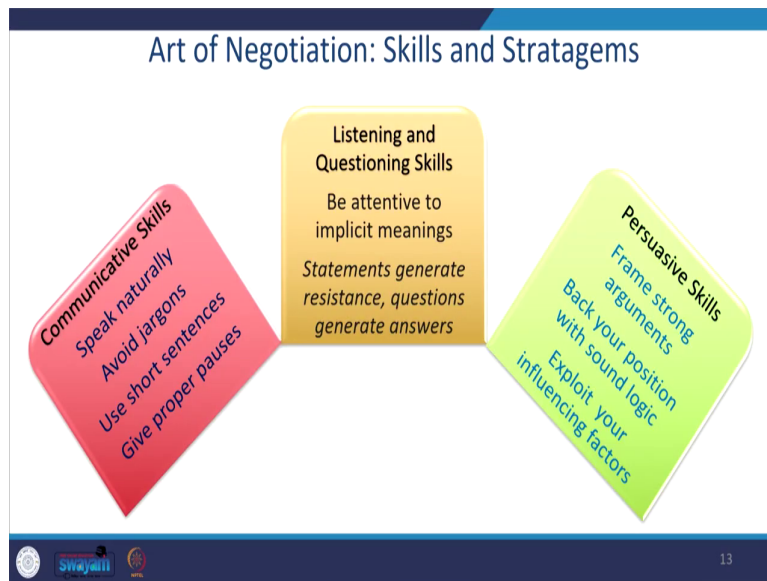 Art of Negotiation: Skills and Stratagems
Communicative Skills
Speak naturally
Avoid jargons
Use short sentences
Give proper pauses
Listening and
Questioning Skills
Be attentive to
implicit meanings
Statements generate
resistance, questions
generate answers
Persuasive Skills
Frame strong
arguments
Back your position
with sound logic
Exploit your
influencing factors
swayam
NPTEL
13